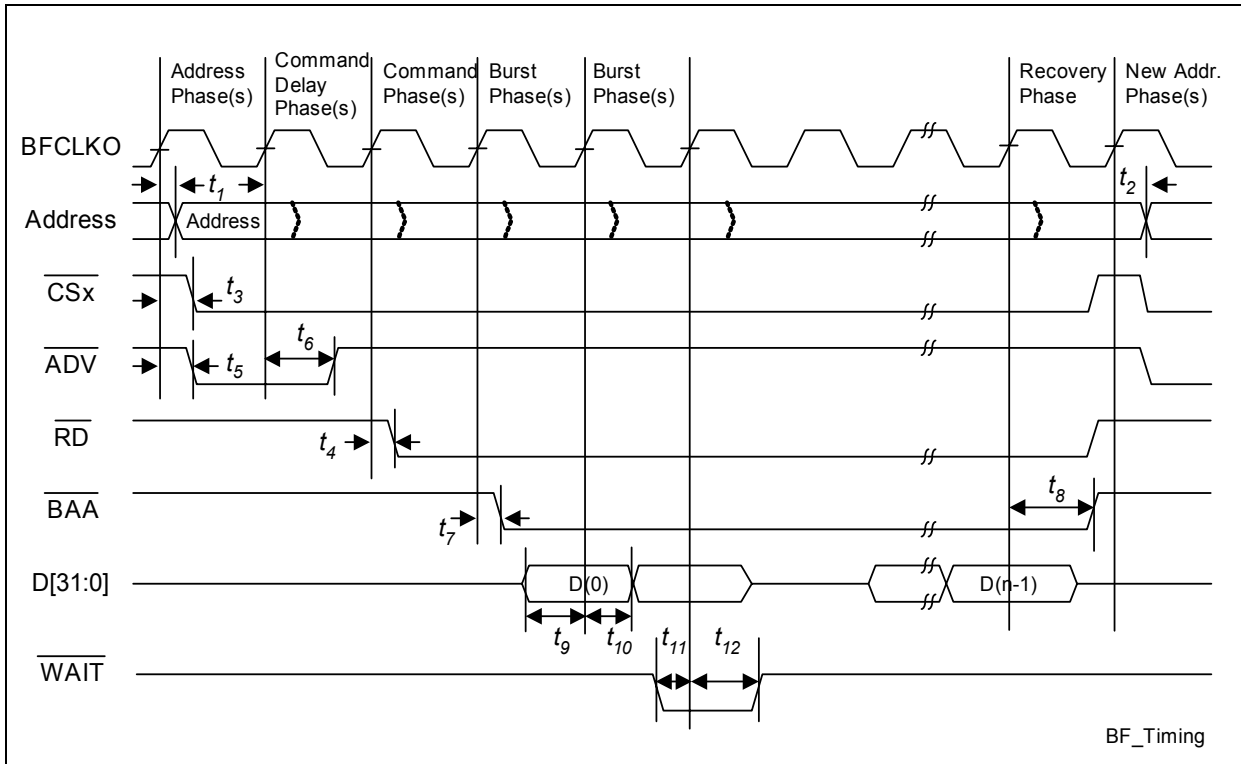 Address Phase(s)
Command Delay Phase(s)
Command Phase(s)
Burst Phase(s)
Burst Phase(s)
Recovery Phase
New Addr. Phase(s)
BFCLKO
t1
t2
Address
Address
CSx
t3
t6
ADV
t5
RD
t4
BAA
t7
t8
D[31:0]
D(0)
D(n-1)
t9
t10
t11
t12
WAIT
BF_Timing